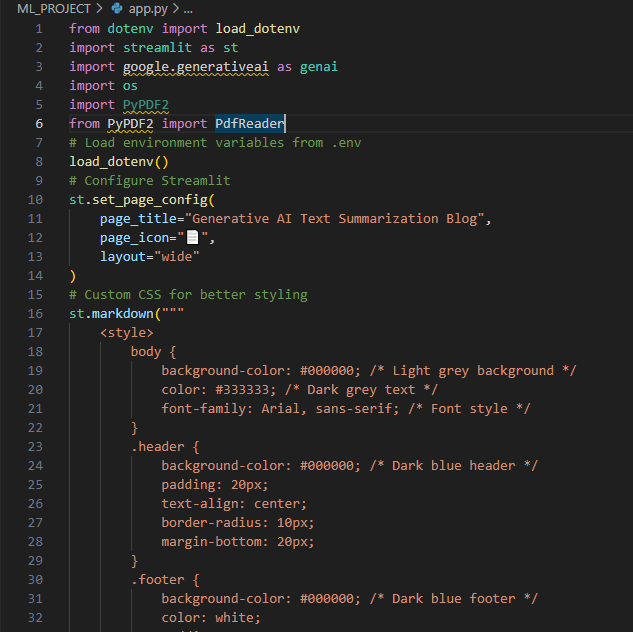 ML_PROJECT > app.py > ...
1 from dotenv import load_dotenv
2 import streamlit as st
3 import google.generativeai as genai
4 import os
5 import PyPDF2
6 from PyPDF2 import PdfReader
7 # Load environment variables from .env
8 load_dotenv()
9 # Configure Streamlit
10 st.set_page_config(
11     page_title="Generative AI Text Summarization Blog",
12     page_icon="📄",
13     layout="wide"
14 )
15 # Custom CSS for better styling
16 st.markdown("""
17     <style>
18         body {
19             background-color: #000000; /* Light grey background */
20             color: #333333; /* Dark grey text */
21             font-family: Arial, sans-serif; /* Font style */
22         }
23         .header {
24             background-color: #000000; /* Dark blue header */
25             padding: 20px;
26             text-align: center;
27             border-radius: 10px;
28             margin-bottom: 20px;
29         }
30         .footer {
31             background-color: #000000; /* Dark blue footer */
32             color: white;